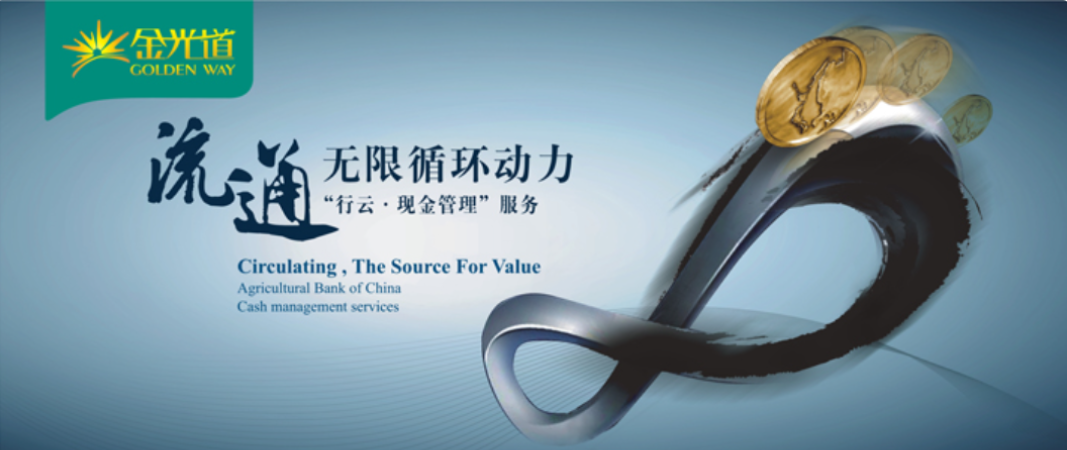 金光道
GOLDEN WAY
流通
无限循环动力
“行云·现金管理”服务
Circulating , The Source For Value
Agricultural Bank of China
Cash management services